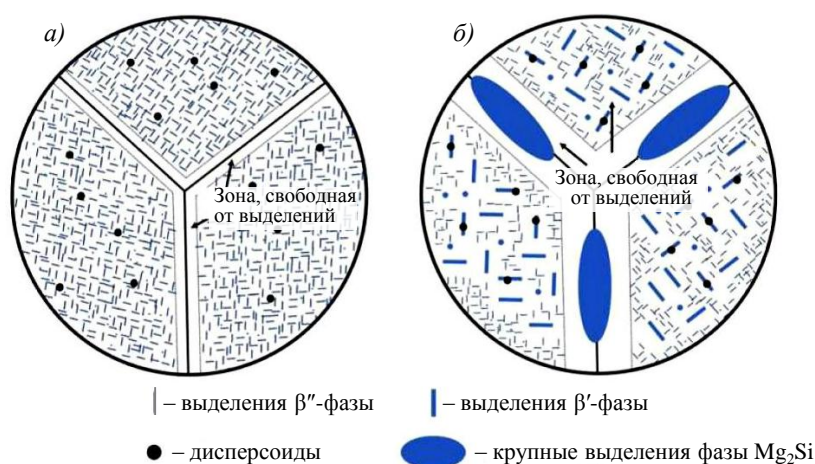 а)
б)
Зона, свободная
от выделений
Зона, свободная
от выделений
– выделения β″-фазы
– выделения β′-фазы
– дисперсоиды
– крупные выделения фазы Mg₂Si